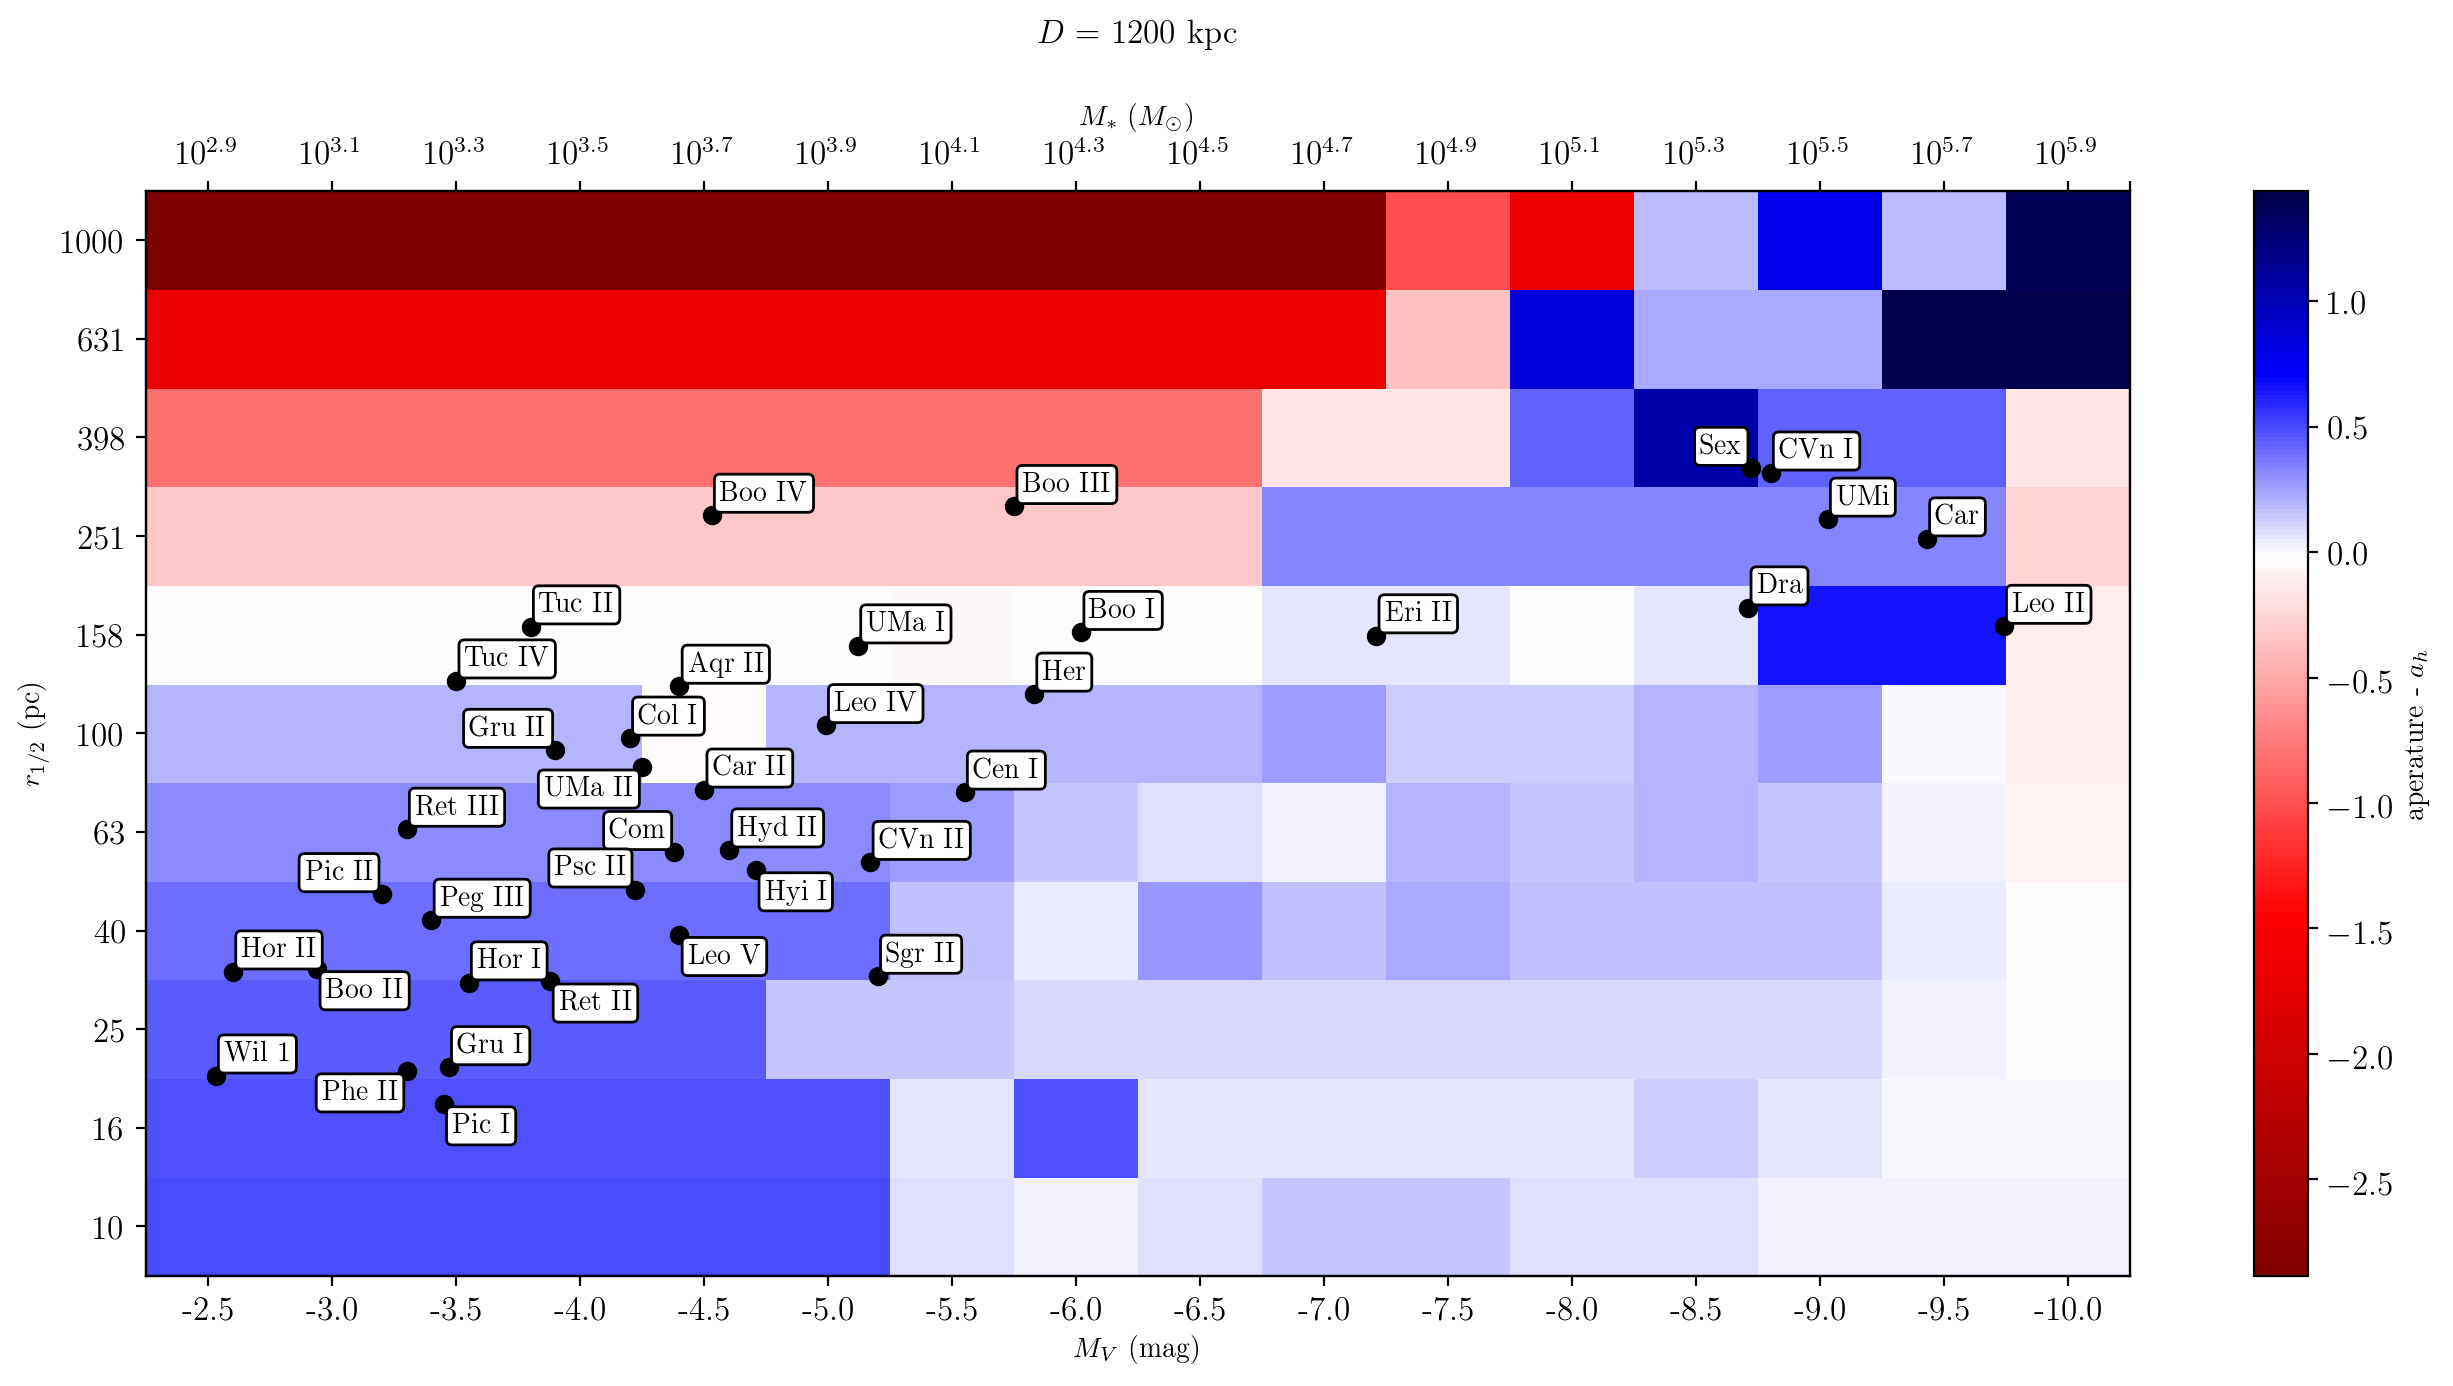 D = 1200 kpc
M* (M⊙)
10^2.9 10^3.1 10^3.3 10^3.5 10^3.7 10^3.9 10^4.1 10^4.3 10^4.5 10^4.7 10^4.9 10^5.1 10^5.3 10^5.5 10^5.7 10^5.9
1000
631
398
251
158
100
63
40
25
16
10
r1/2 (pc)
Sex
CVn I
Boo IV
Boo III
UMi
Car
Tuc II
UMa I
Boo I
Eri II
Dra
Leo II
Tuc IV
Aqr II
Her
Gru II
Col I
Leo IV
UMa II
Car II
Cen I
Ret III
Com
Hyd II
CVn II
Pic II
Psc II
Hyi I
Peg III
Hor II
Hor I
Leo V
Sgr II
Boo II
Ret II
Wil 1
Gru I
Phe II
Pic I
-2.5 -3.0 -3.5 -4.0 -4.5 -5.0 -5.5 -6.0 -6.5 -7.0 -7.5 -8.0 -8.5 -9.0 -9.5 -10.0
MV (mag)
1.0
0.5
0.0
−0.5
−1.0
−1.5
−2.0
−2.5
aperature - ah